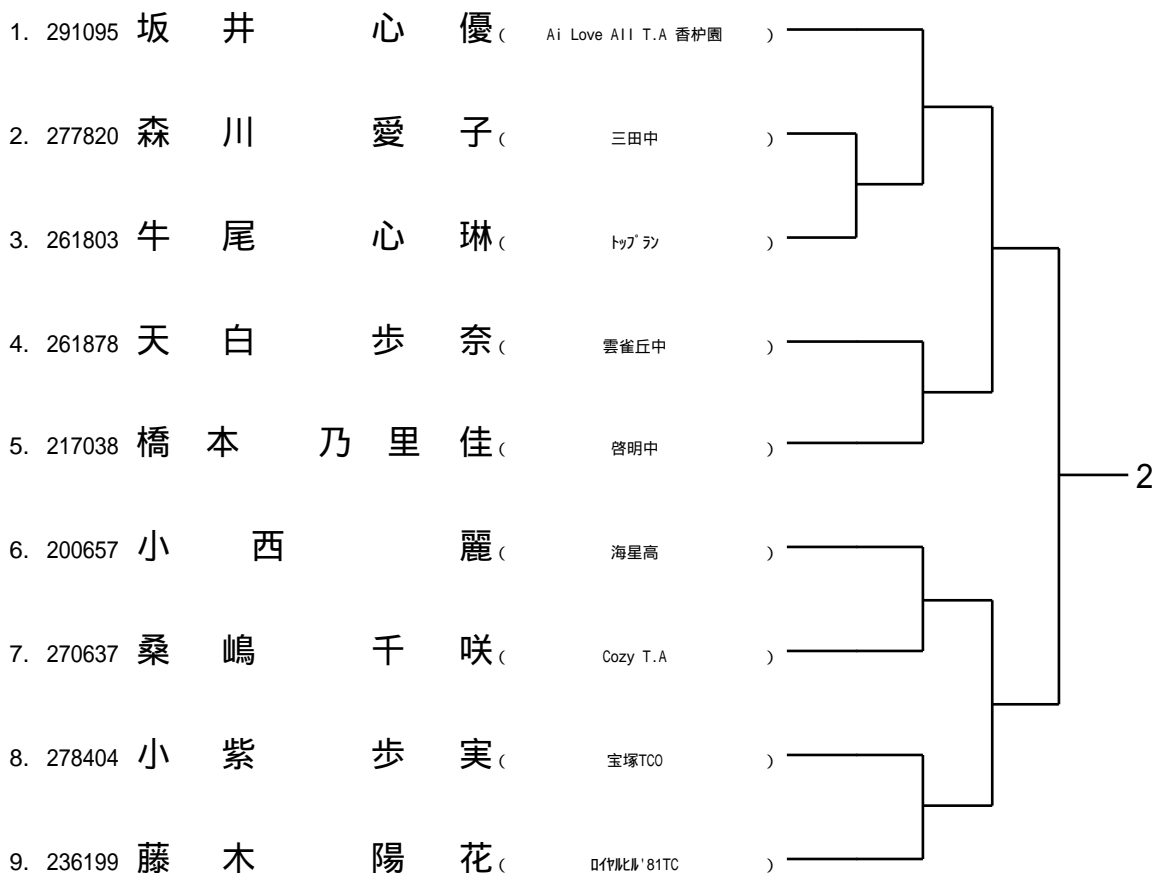 1. 291095 坂 井 心 優 ( Ai Love All T.A 香枦園 )
2. 277820 森 川 愛 子 ( 三田中 )
3. 261803 牛 尾 心 琳 ( ﾄｯﾌﾟﾗﾝ )
4. 261878 天 白 歩 奈 ( 雲雀丘中 )
5. 217038 橋 本 乃 里 佳 ( 啓明中 )
2
6. 200657 小 西 麗 ( 海星高 )
7. 270637 桑 嶋 千 咲 ( Cozy T.A )
8. 278404 小 紫 歩 実 ( 宝塚TCO )
9. 236199 藤 木 陽 花 ( ﾛｲﾔﾙﾋﾙ'81TC )